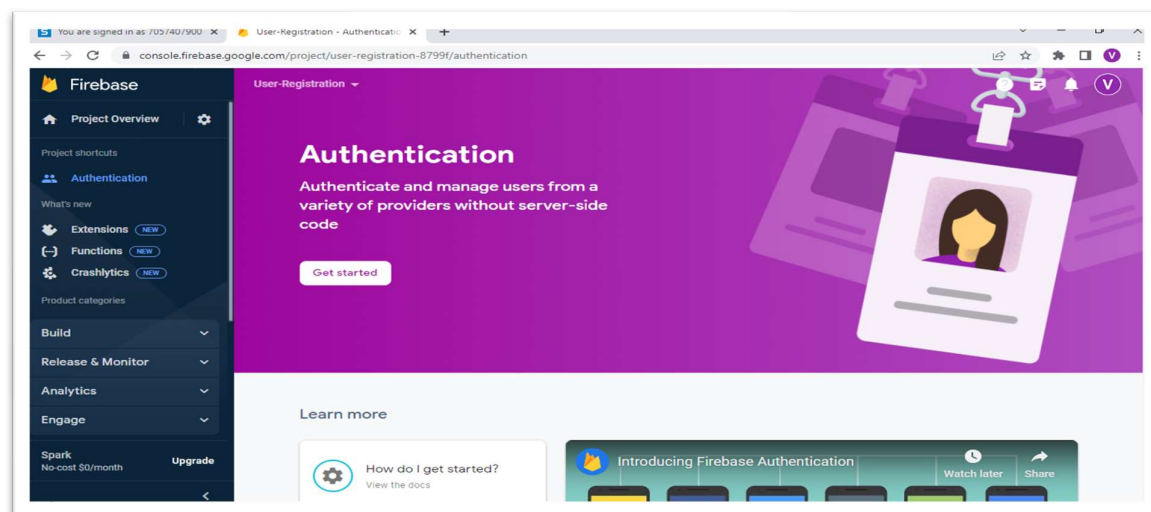 You are signed in as 7057407900
User-Registration - Authenticatic
console.firebase.google.com/project/user-registration-8799f/authentication
V
Firebase
User-Registration
V
Project Overview
Project shortcuts
Authentication
What's new
Extensions NEW
Functions NEW
Crashlytics NEW
Product categories
Build
Release & Monitor
Analytics
Engage
Spark
No-cost $0/month
Upgrade
Authentication
Authenticate and manage users from a
variety of providers without server-side
code
Get started
Learn more
How do I get started?
View the docs
Introducing Firebase Authentication
Watch later
Share